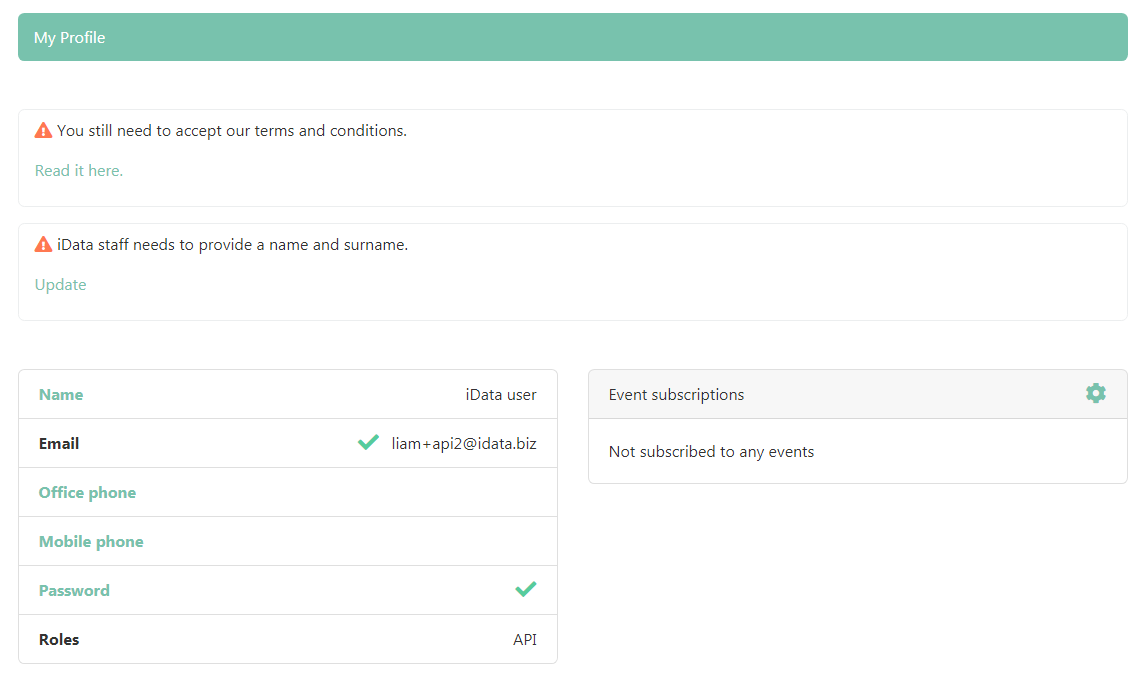 My Profile
You still need to accept our terms and conditions.
Read it here.
iData staff needs to provide a name and surname.
Update
Name iData user
Email liam+api2@idata.biz
Office phone
Mobile phone
Password
Roles API
Event subscriptions
Not subscribed to any events